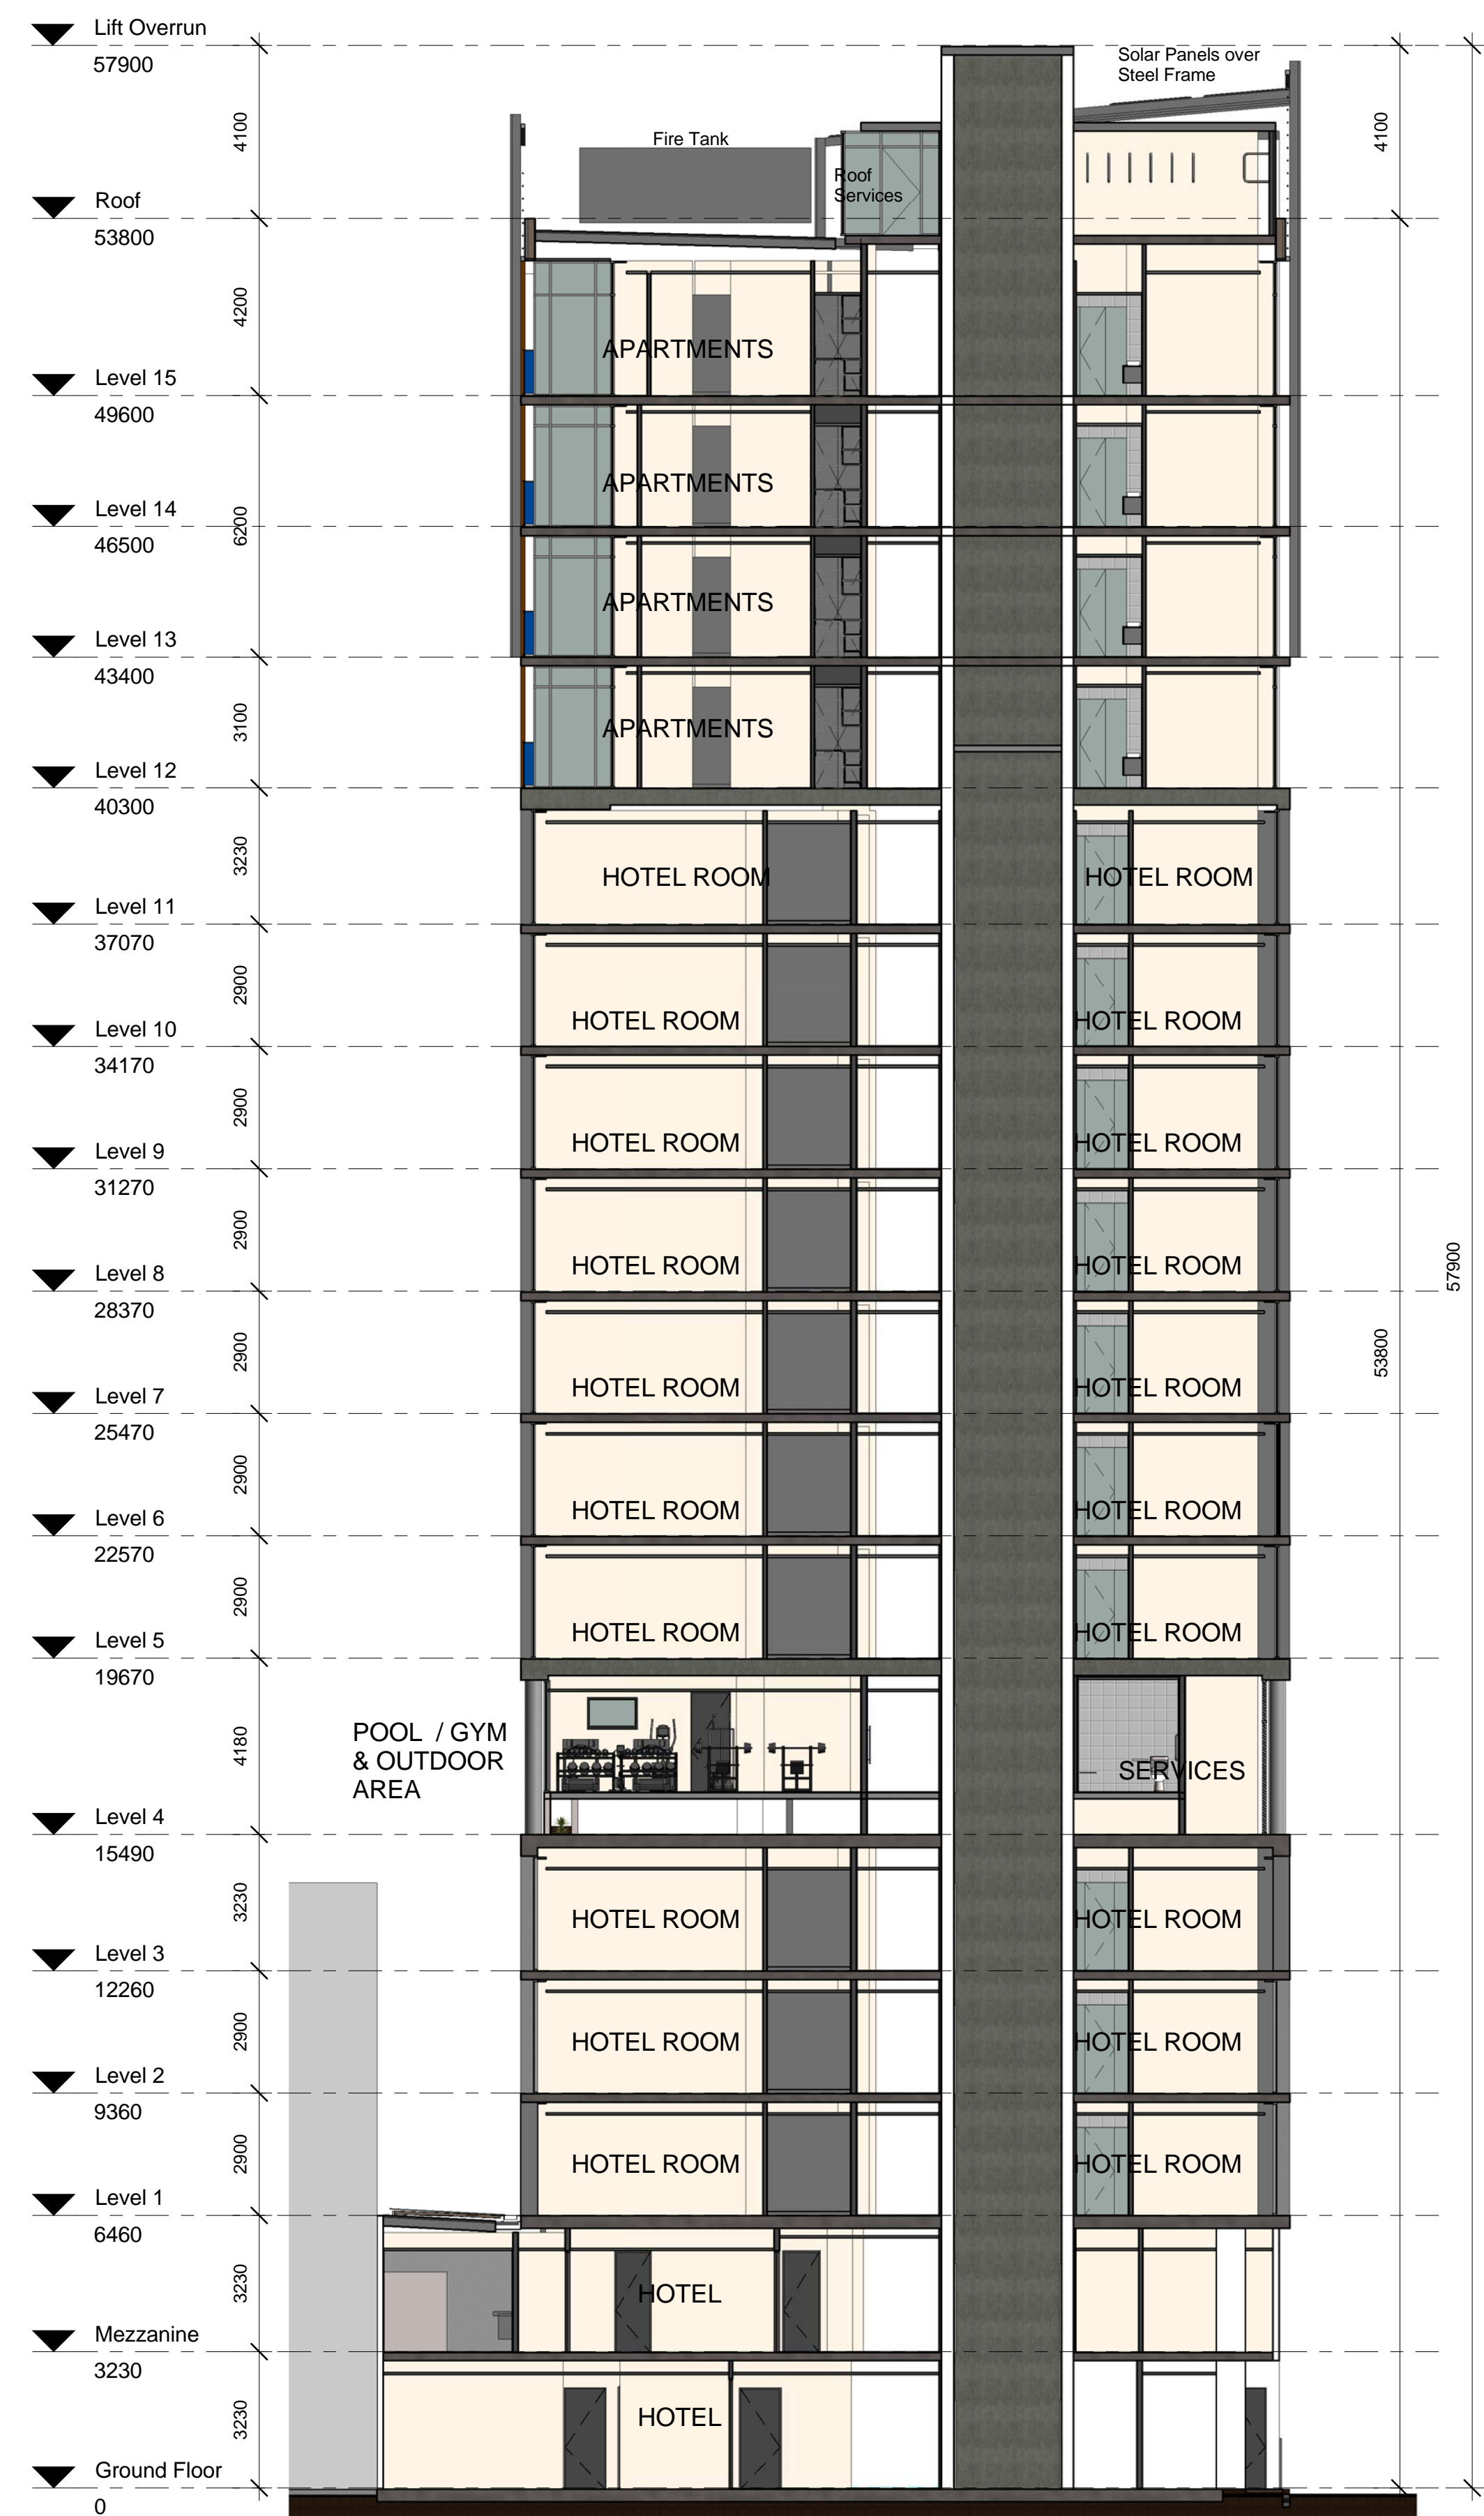 Lift Overrun
57900
Solar Panels over
Steel Frame
4100
4100
Fire Tank
Roof
Services
Roof
53800
4200
APARTMENTS
Level 15
49600
APARTMENTS
Level 14
46500
6200
APARTMENTS
Level 13
43400
3100
APARTMENTS
Level 12
40300
3230
HOTEL ROOM
HOTEL ROOM
Level 11
37070
2900
HOTEL ROOM
HOTEL ROOM
Level 10
34170
2900
HOTEL ROOM
HOTEL ROOM
Level 9
31270
2900
HOTEL ROOM
HOTEL ROOM
Level 8
28370
57900
2900
53800
HOTEL ROOM
HOTEL ROOM
Level 7
25470
2900
HOTEL ROOM
HOTEL ROOM
Level 6
22570
2900
HOTEL ROOM
HOTEL ROOM
Level 5
19670
4180
POOL / GYM
& OUTDOOR
AREA
SERVICES
Level 4
15490
3230
HOTEL ROOM
HOTEL ROOM
Level 3
12260
2900
HOTEL ROOM
HOTEL ROOM
Level 2
9360
2900
HOTEL ROOM
HOTEL ROOM
Level 1
6460
3230
HOTEL
Mezzanine
3230
3230
HOTEL
Ground Floor
0